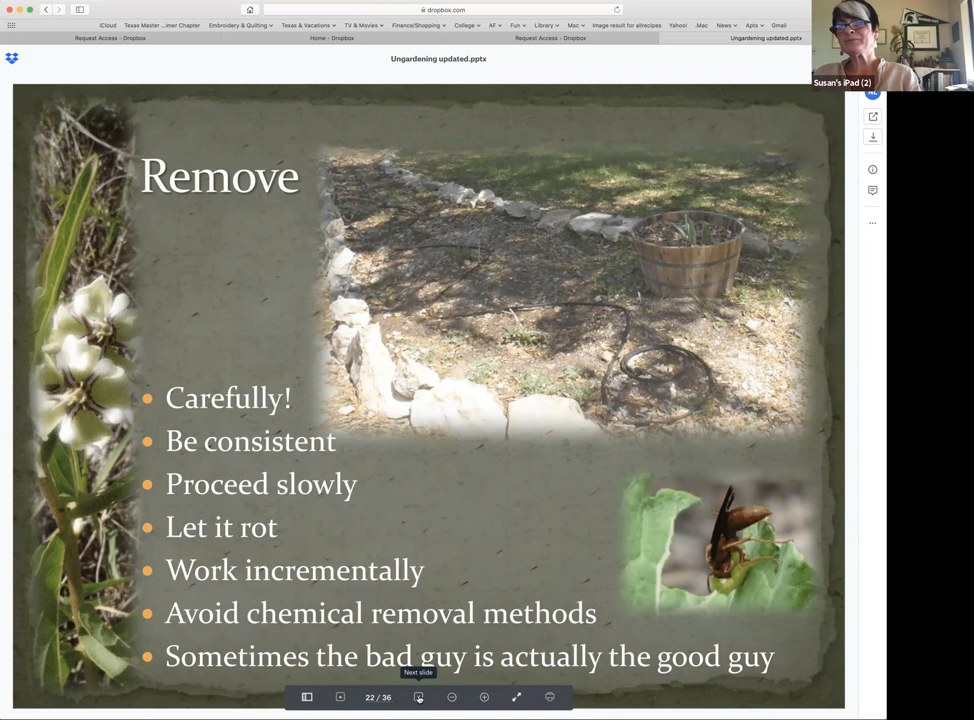 dropbox.com
iCloud Texas Master ...imer Chapter Embroidery & Quilting Texas & Vacations TV & Movies Finance/Shopping College AF Fun Library Mac Image result for allrecipes Yahoo! .Mac News Apts Gmail
Request Access - Dropbox Home - Dropbox Request Access - Dropbox Ungardening updated.pptx
Ungardening updated.pptx
Susan's iPad (2)
Remove
Carefully!
Be consistent
Proceed slowly
Let it rot
Work incrementally
Avoid chemical removal methods
Sometimes the bad guy is actually the good guy
Next slide
22 / 36